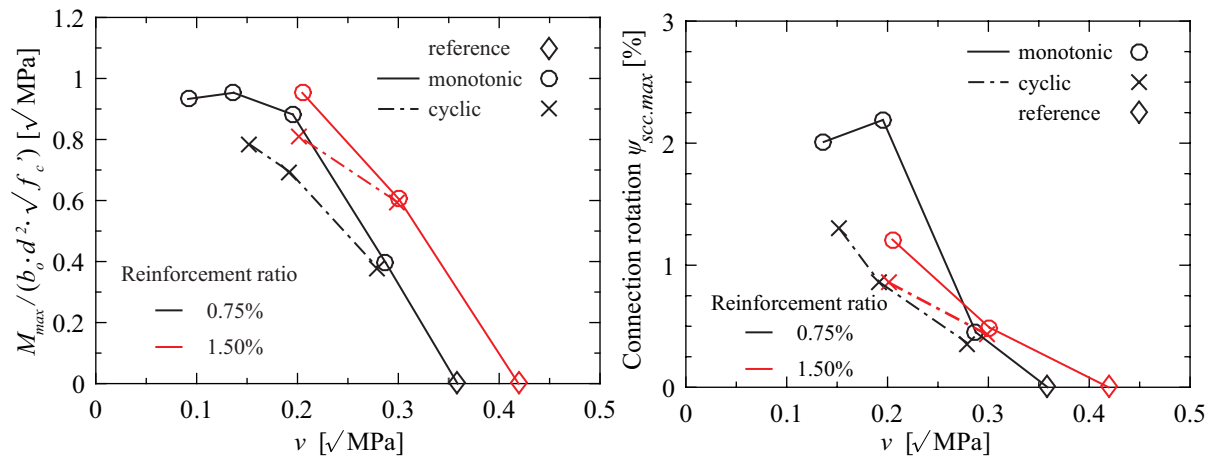 M_max / (b_o · d² · √f_c') [√MPa]
1.2
1
0.8
0.6
0.4
0.2
0
reference
monotonic
cyclic
Reinforcement ratio
0.75%
1.50%
0 0.1 0.2 0.3 0.4 0.5
v [√MPa]
Connection rotation ψ_scc.max [%]
3
2
1
0
monotonic
cyclic
reference
Reinforcement ratio
0.75%
1.50%
0 0.1 0.2 0.3 0.4 0.5
v [√MPa]